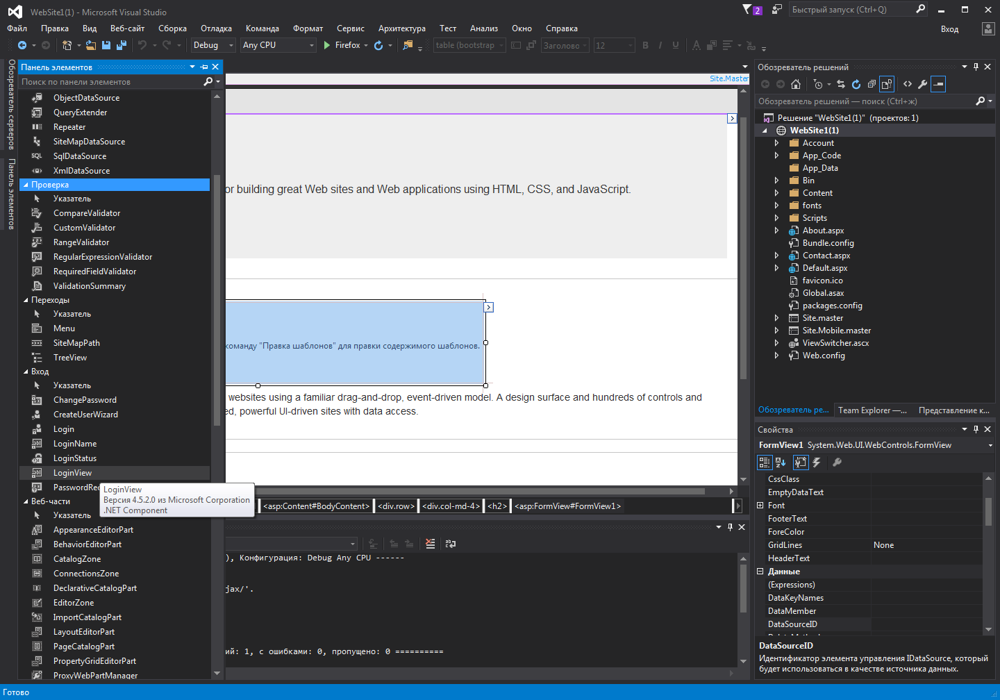 WebSite1(1) - Microsoft Visual Studio
2
Быстрый запуск (Ctrl+Q)
Файл Правка Вид Веб-сайт Сборка Отладка Команда Формат Сервис Архитектура Тест Анализ Окно Справка
Вход
Debug Any CPU Firefox table (bootstrap Заголово 12 B I U A
Обозреватель серверов
Панель элементов
Панель элементов
Поиск по панели элементов
ObjectDataSource
QueryExtender
Repeater
SiteMapDataSource
SQL SqlDataSource
XmlDataSource
Проверка
Указатель
CompareValidator
CustomValidator
RangeValidator
RegularExpressionValidator
RequiredFieldValidator
ValidationSummary
Переходы
Указатель
Menu
SiteMapPath
TreeView
Вход
Указатель
ChangePassword
CreateUserWizard
Login
LoginName
LoginStatus
LoginView
PasswordRec
Веб-части
Указатель
AppearanceEditorPart
BehaviorEditorPart
CatalogZone
ConnectionsZone
DeclarativeCatalogPart
EditorZone
ImportCatalogPart
LayoutEditorPart
PageCatalogPart
PropertyGridEditorPart
ProxyWebPartManager
LoginView
Версия 4.5.2.0 из Microsoft Corporation
.NET Component
Site.Master
or building great Web sites and Web applications using HTML, CSS, and JavaScript.
команду "Правка шаблонов" для правки содержимого шаблонов.
websites using a familiar drag-and-drop, event-driven model. A design surface and hundreds of controls and
ed, powerful UI-driven sites with data access.
<asp:Content#BodyContent> <div.row> <div.col-md-4> <h2> <asp:FormView#FormView1>
), Конфигурация: Debug Any CPU ------
jax/'.
ий: 1, с ошибками: 0, пропущено: 0 ==========
Обозреватель решений
Обозреватель решений — поиск (Ctrl+ж)
Решение "WebSite1(1)" (проектов: 1)
WebSite1(1)
Account
App_Code
App_Data
Bin
Content
fonts
Scripts
About.aspx
Bundle.config
Contact.aspx
Default.aspx
favicon.ico
Global.asax
packages.config
Site.master
Site.Mobile.master
ViewSwitcher.ascx
Web.config
Обозреватель ре... Team Explorer —... Представление к...
Свойства
FormView1 System.Web.UI.WebControls.FormView
CssClass
EmptyDataText
Font
FooterText
ForeColor
GridLines None
HeaderText
Данные
(Expressions)
DataKeyNames
DataMember
DataSourceID
DataSourceID
Идентификатор элемента управления IDataSource, который
будет использоваться в качестве источника данных.
Готово